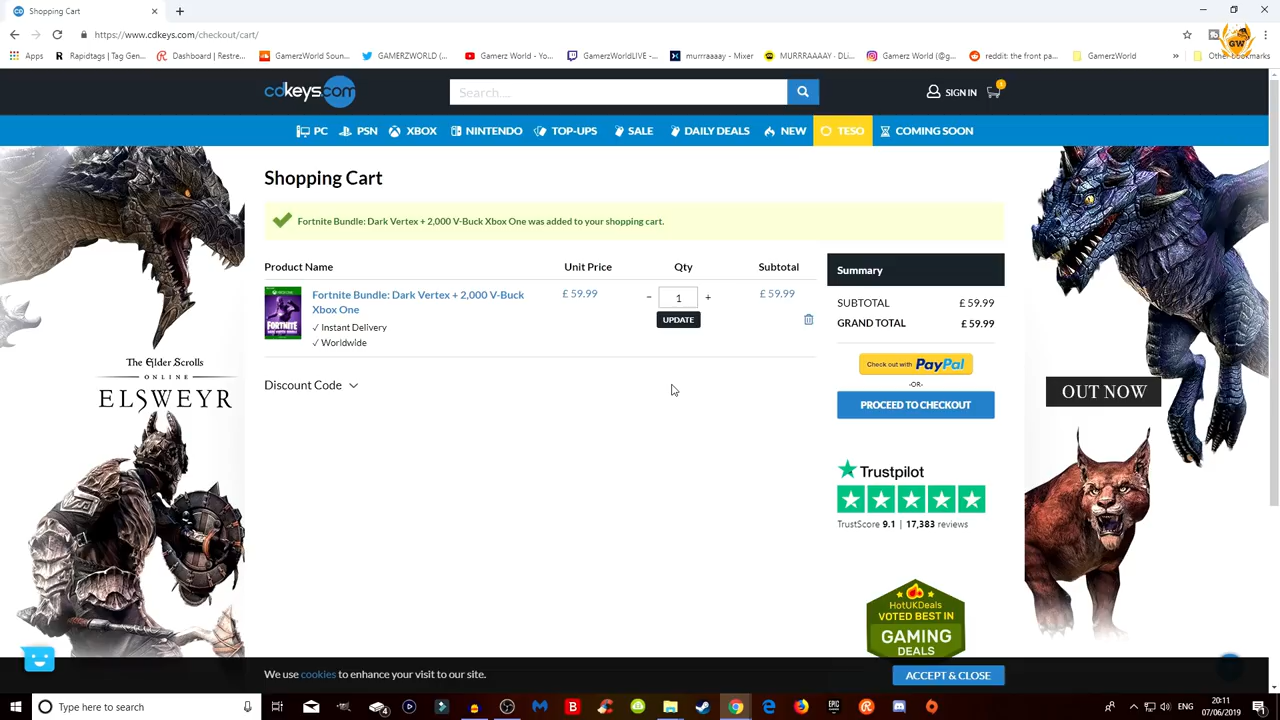 Shopping Cart
https://www.cdkeys.com/checkout/cart/
Apps Rapidtags | Tag Gen... Dashboard | Restre... GamerzWorld Soun... GAMERZWORLD (... Gamerz World - Yo... GamerzWorldLIVE -... murrraaaay - Mixer MURRRAAAAY - DLi... Gamerz World (@g... reddit: the front pa... GamerzWorld » Other bookmarks
GW
cdkeys.com Search.... SIGN IN 1
PC PSN XBOX NINTENDO TOP-UPS SALE DAILY DEALS NEW TESO COMING SOON
Shopping Cart
Fortnite Bundle: Dark Vertex + 2,000 V-Buck Xbox One was added to your shopping cart.
Product Name Unit Price Qty Subtotal
Fortnite Bundle: Dark Vertex + 2,000 V-Buck Xbox One
£ 59.99 − 1 + £ 59.99
FORTNITE
UPDATE
✓ Instant Delivery
✓ Worldwide
Discount Code
Summary
SUBTOTAL £ 59.99
GRAND TOTAL £ 59.99
Check out with PayPal
-OR-
PROCEED TO CHECKOUT
Trustpilot
TrustScore 9.1 | 17,383 reviews
HotUKDeals
VOTED BEST IN
GAMING
DEALS
The Elder Scrolls
ONLINE
ELSWEYR
OUT NOW
We use cookies to enhance your visit to our site. ACCEPT & CLOSE
Type here to search
ENG 20:11
07/06/2019